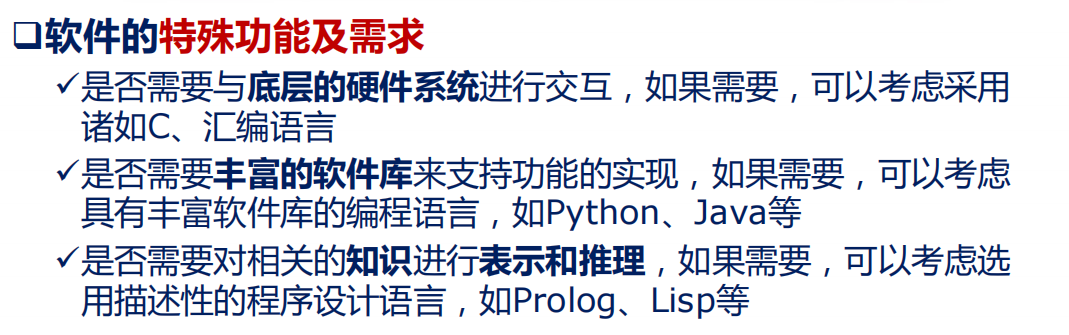 ❑软件的特殊功能及需求
✓是否需要与底层的硬件系统进行交互，如果需要，可以考虑采用
诸如C、汇编语言
✓是否需要丰富的软件库来支持功能的实现，如果需要，可以考虑
具有丰富软件库的编程语言，如Python、Java等
✓是否需要对相关的知识进行表示和推理，如果需要，可以考虑选
用描述性的程序设计语言，如Prolog、Lisp等